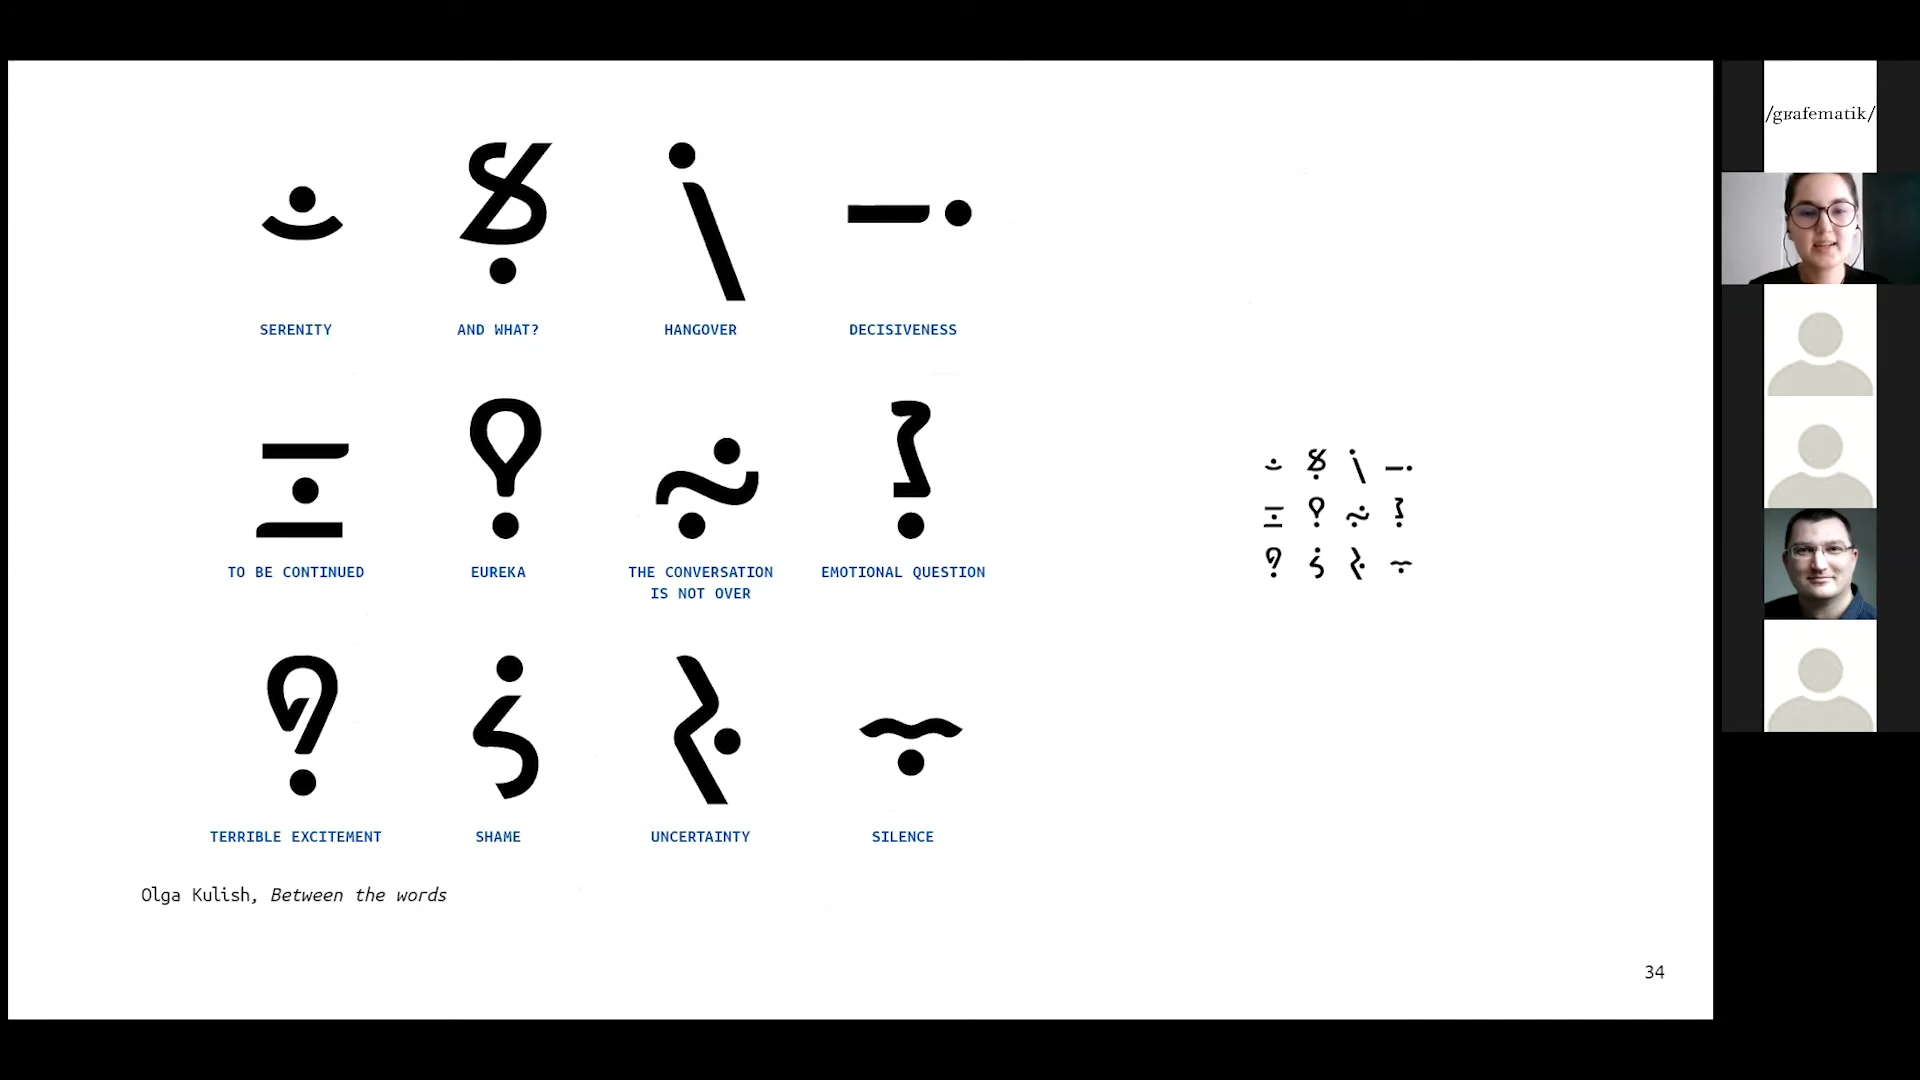 SERENITY AND WHAT? HANGOVER DECISIVENESS
TO BE CONTINUED EUREKA THE CONVERSATION IS NOT OVER EMOTIONAL QUESTION
TERRIBLE EXCITEMENT SHAME UNCERTAINTY SILENCE
Olga Kulish, Between the words
34
/gʁafematik/